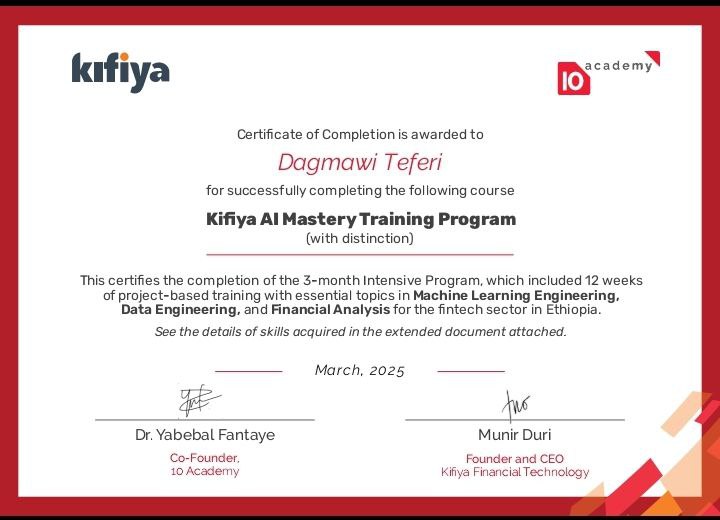 kifiya
10 academy
Certificate of Completion is awarded to
Dagmawi Teferi
for successfully completing the following course
Kifiya AI Mastery Training Program
(with distinction)
This certifies the completion of the 3-month Intensive Program, which included 12 weeks
of project-based training with essential topics in Machine Learning Engineering,
Data Engineering, and Financial Analysis for the fintech sector in Ethiopia.
See the details of skills acquired in the extended document attached.
March, 2025
Dr. Yabebal Fantaye
Co-Founder,
10 Academy
Munir Duri
Founder and CEO
Kifiya Financial Technology